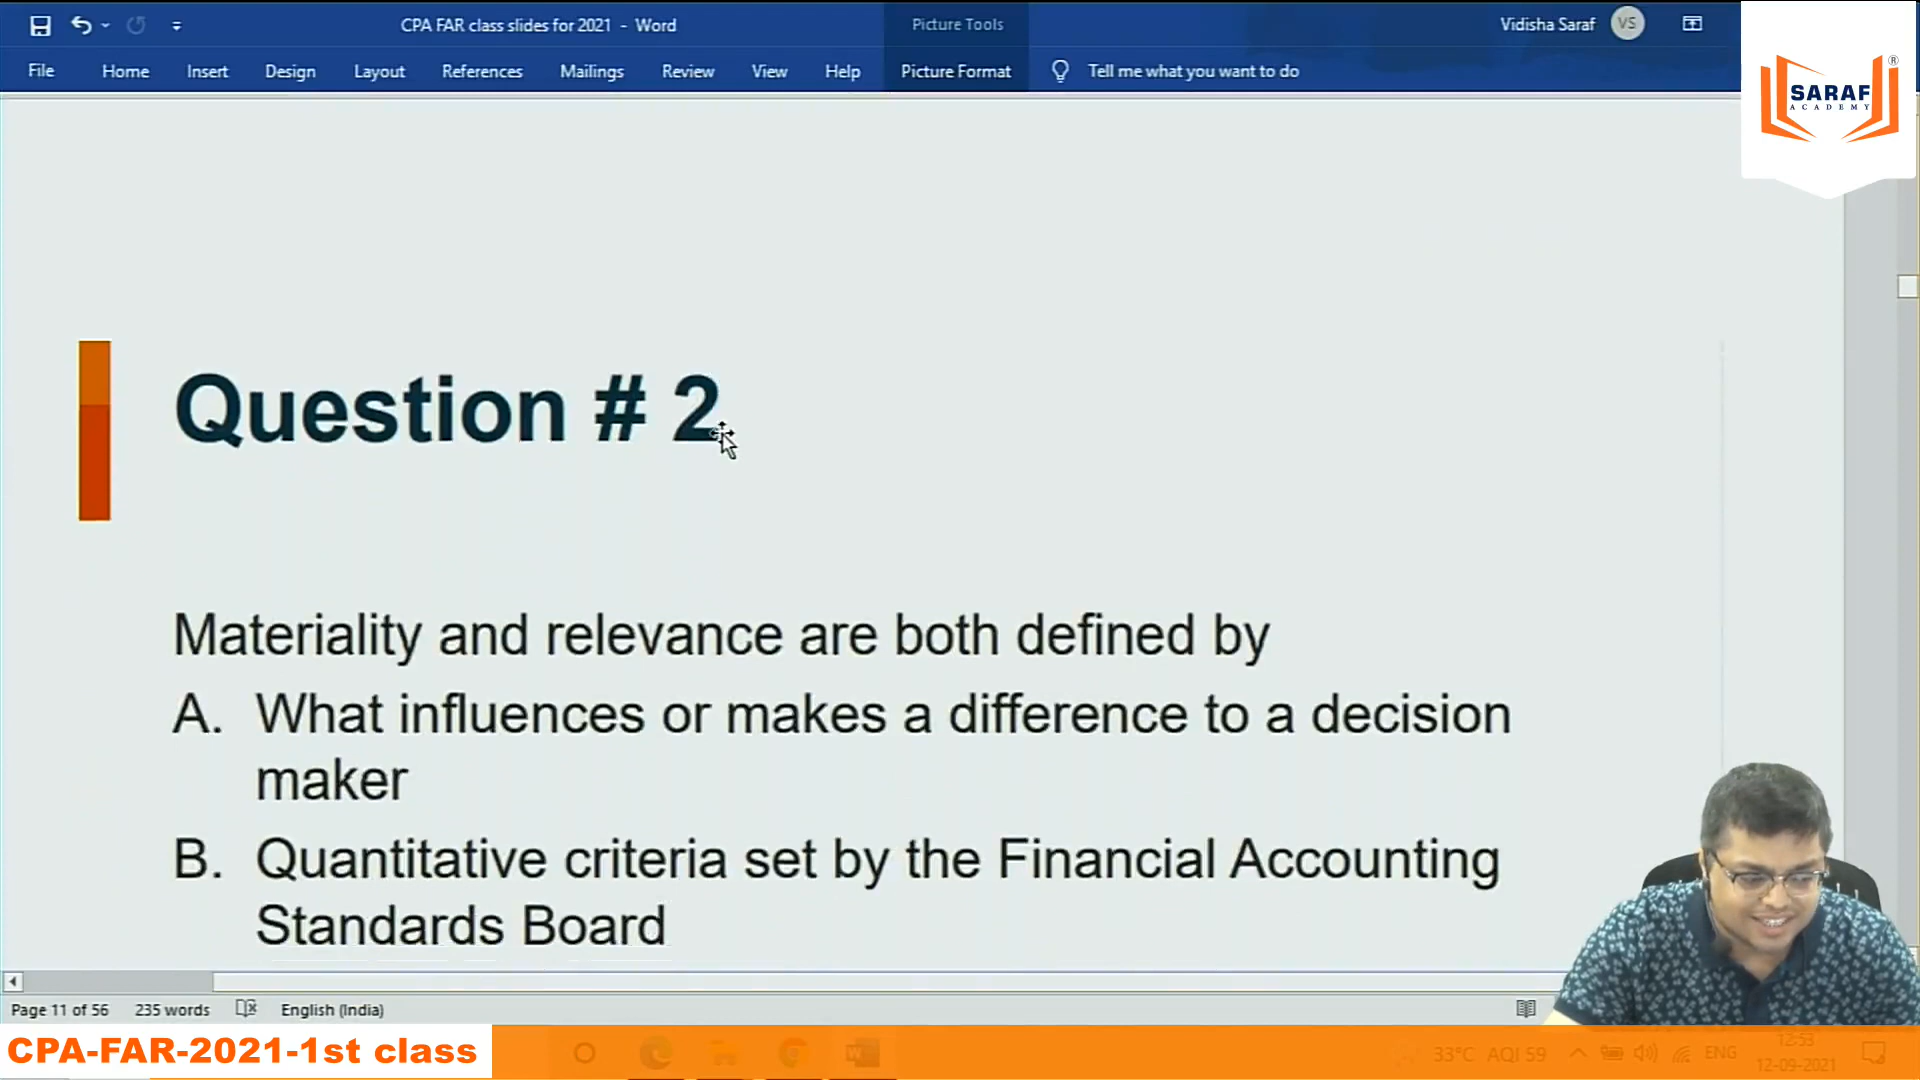 CPA FAR class slides for 2021 - Word
Picture Tools
Vidisha Saraf
VS
File
Home
Insert
Design
Layout
References
Mailings
Review
View
Help
Picture Format
Tell me what you want to do
SARAF
ACADEMY
®
Question # 2
Materiality and relevance are both defined by
A. What influences or makes a difference to a decision
maker
B. Quantitative criteria set by the Financial Accounting
Standards Board
Page 11 of 56
235 words
English (India)
CPA-FAR-2021-1st class
33°C AQI 59
ENG
12:53
12-09-2021